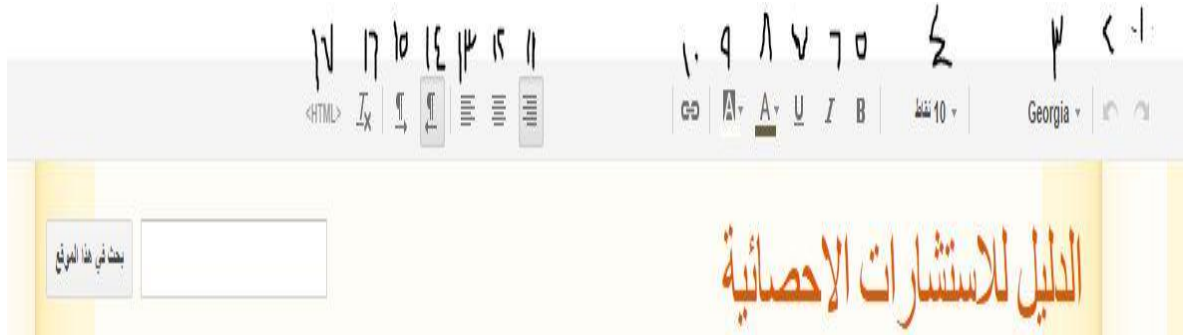 ١ ٢ ٣ ٤ ٥ ٦ ٧ ٨ ٩ ١٠ ١١ ١٢ ١٣ ١٤ ١٥ ١٦ ١٧
Georgia 10 نقاط B I U A A <HTML>
الدليل للاستشارات الاحصائية
بحث في هذا الموقع